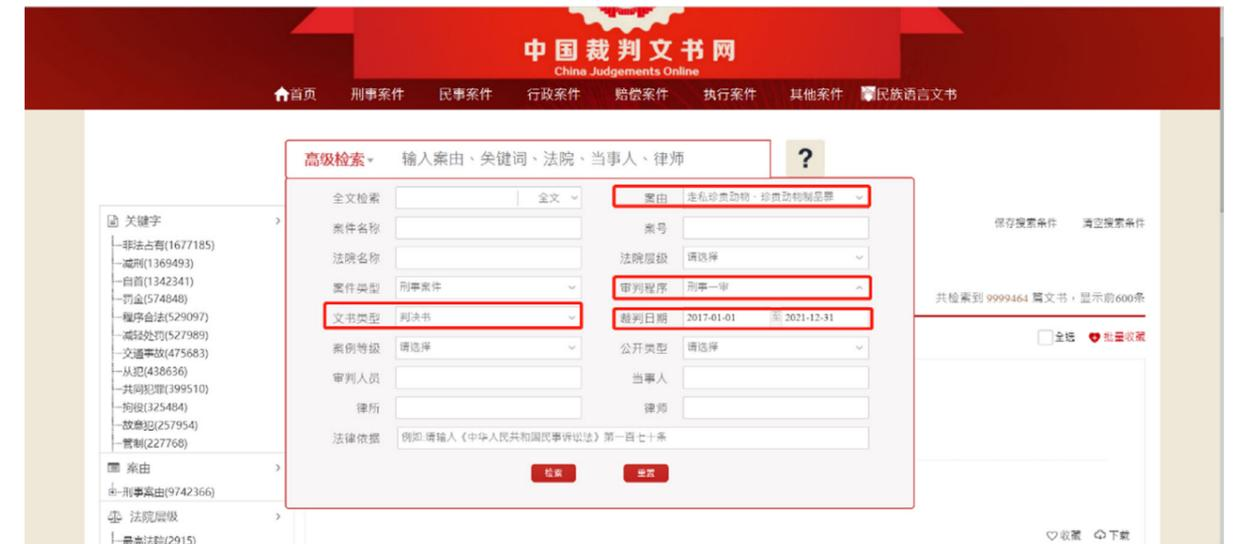 中国裁判文书网
China Judgements Online
首页 刑事案件 民事案件 行政案件 赔偿案件 执行案件 其他案件 民族语言文书
高级检索 输入案由、关键词、法院、当事人、律师 ?
全文检索 全文 案由 走私珍贵动物、珍贵动物制品罪
案件名称 案号
法院名称 法院层级 请选择
案件类型 刑事案件 审判程序 刑事一审
文书类型 判决书 裁判日期 2017-01-01 至 2021-12-31
案例等级 请选择 公开类型 请选择
审判人员 当事人
律所 律师
法律依据 例如:请输入《中华人民共和国民事诉讼法》第一百七十条
检索 重置
关键字
非法占有(1677185)
减刑(1369493)
自首(1342341)
罚金(574848)
程序合法(529097)
减轻处罚(527989)
交通事故(475683)
从犯(438636)
共同犯罪(399510)
拘役(325484)
故意犯(257954)
管制(227768)
案由
刑事案由(9742366)
法院层级
最高法院(2915)
保存搜索条件 清空搜索条件
共检索到 9999464 篇文书，显示前600条
全选 批量收藏
收藏 下载